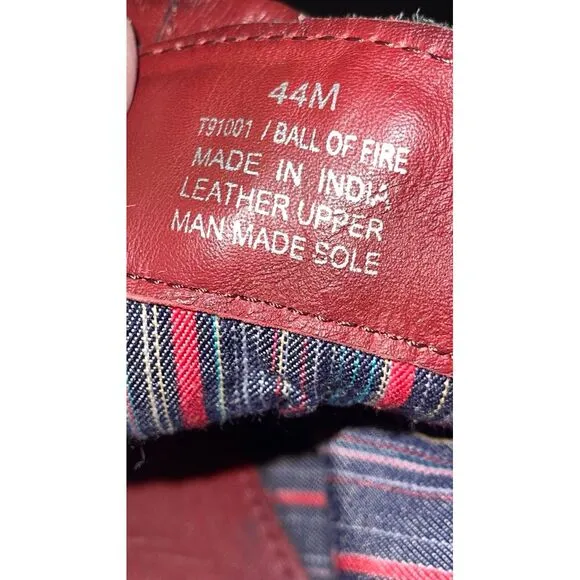 44M
T91001 / BALL OF FIRE
MADE IN INDIA
LEATHER UPPER
MAN MADE SOLE